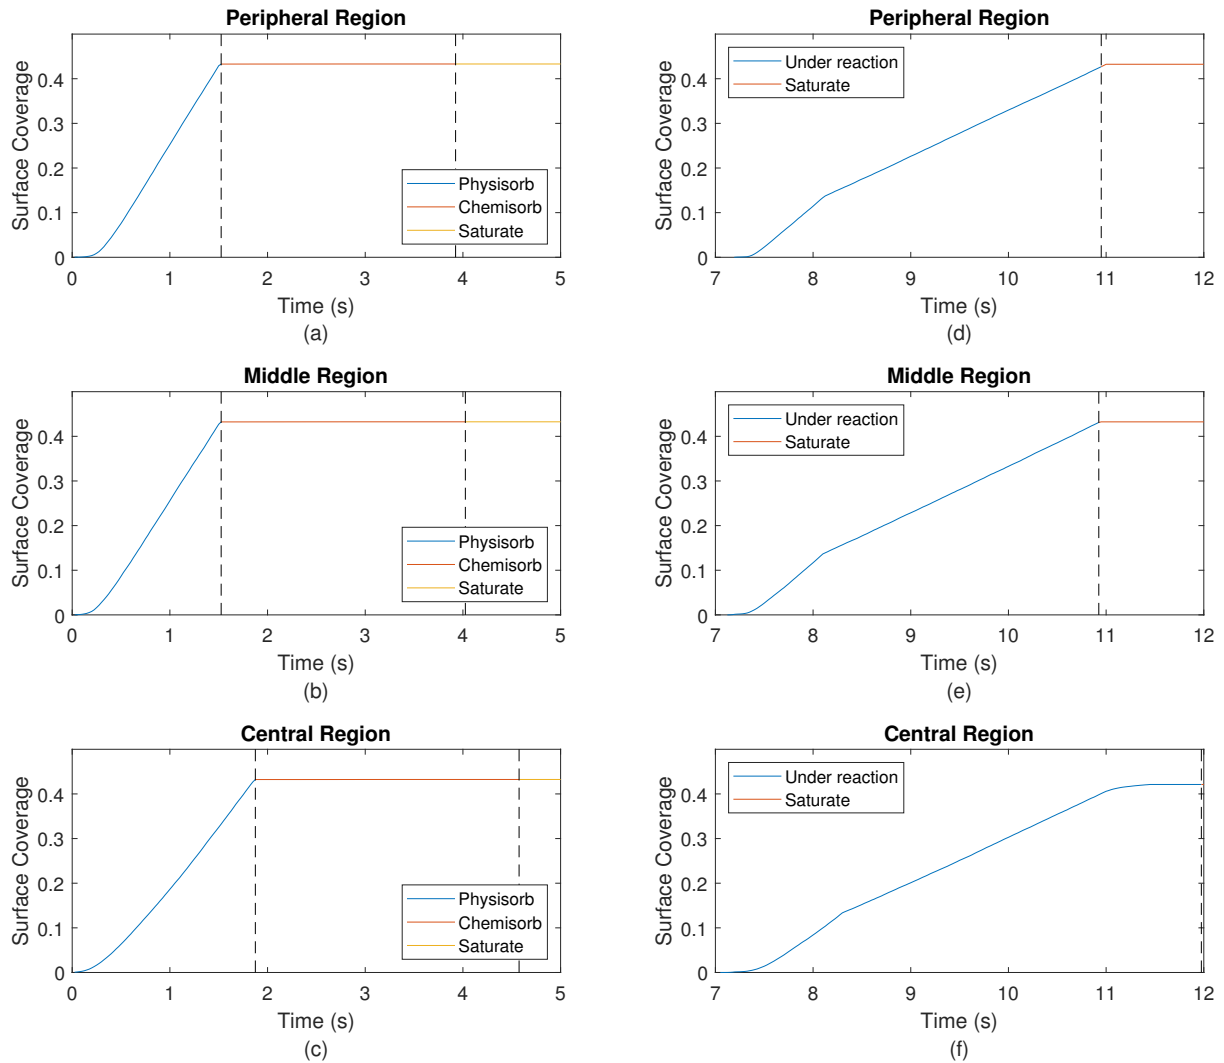 Peripheral Region
Surface Coverage
0.4
0.3
0.2
0.1
0
Physisorb
Chemisorb
Saturate
0 1 2 3 4 5
Time (s)
(a)
Peripheral Region
Surface Coverage
0.4
0.3
0.2
0.1
0
Under reaction
Saturate
7 8 9 10 11 12
Time (s)
(d)
Middle Region
Surface Coverage
0.4
0.3
0.2
0.1
0
Physisorb
Chemisorb
Saturate
0 1 2 3 4 5
Time (s)
(b)
Middle Region
Surface Coverage
0.4
0.3
0.2
0.1
0
Under reaction
Saturate
7 8 9 10 11 12
Time (s)
(e)
Central Region
Surface Coverage
0.4
0.3
0.2
0.1
0
Physisorb
Chemisorb
Saturate
0 1 2 3 4 5
Time (s)
(c)
Central Region
Surface Coverage
0.4
0.3
0.2
0.1
0
Under reaction
Saturate
7 8 9 10 11 12
Time (s)
(f)